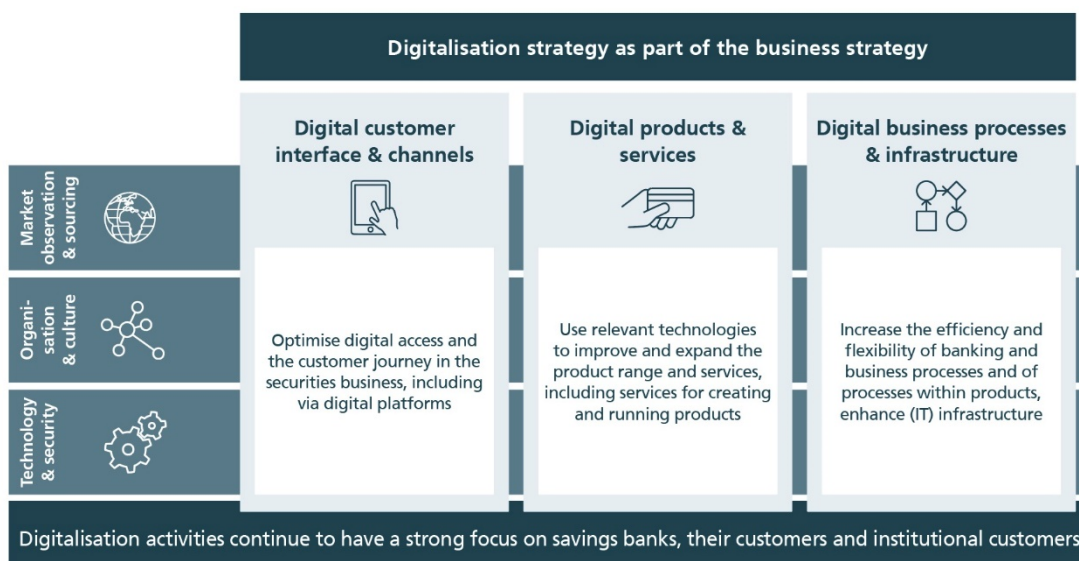 Digitalisation strategy as part of the business strategy
Digital customer
interface & channels
Digital products &
services
Digital business processes
& infrastructure
Market
observation
& sourcing
Organi-
sation
& culture
Technology
& security
Optimise digital access and
the customer journey in the
securities business, including
via digital platforms
Use relevant technologies
to improve and expand the
product range and services,
including services for creating
and running products
Increase the efficiency and
flexibility of banking and
business processes and of
processes within products,
enhance (IT) infrastructure
Digitalisation activities continue to have a strong focus on savings banks, their customers and institutional customers